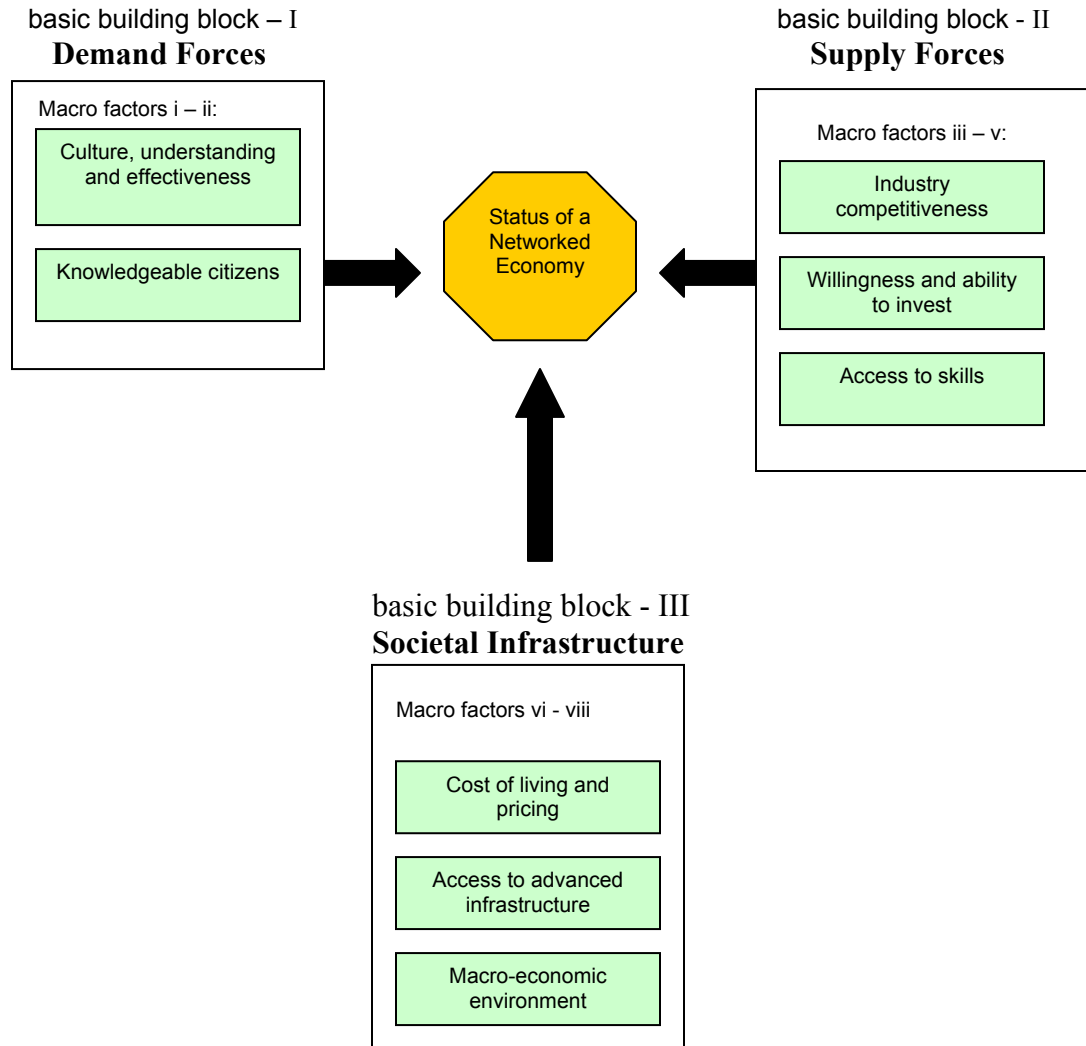 basic building block – I
Demand Forces
Macro factors i – ii:
Culture, understanding
and effectiveness
Knowledgeable citizens
Status of a
Networked
Economy
basic building block - II
Supply Forces
Macro factors iii – v:
Industry
competitiveness
Willingness and ability
to invest
Access to skills
basic building block - III
Societal Infrastructure
Macro factors vi - viii
Cost of living and
pricing
Access to advanced
infrastructure
Macro-economic
environment